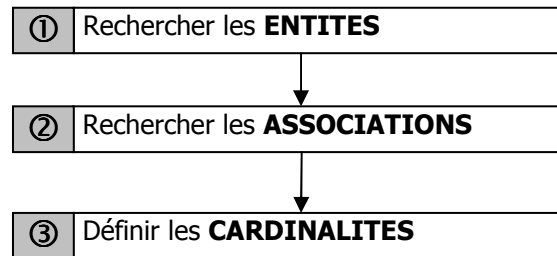 ① Rechercher les ENTITES
② Rechercher les ASSOCIATIONS
③ Définir les CARDINALITES